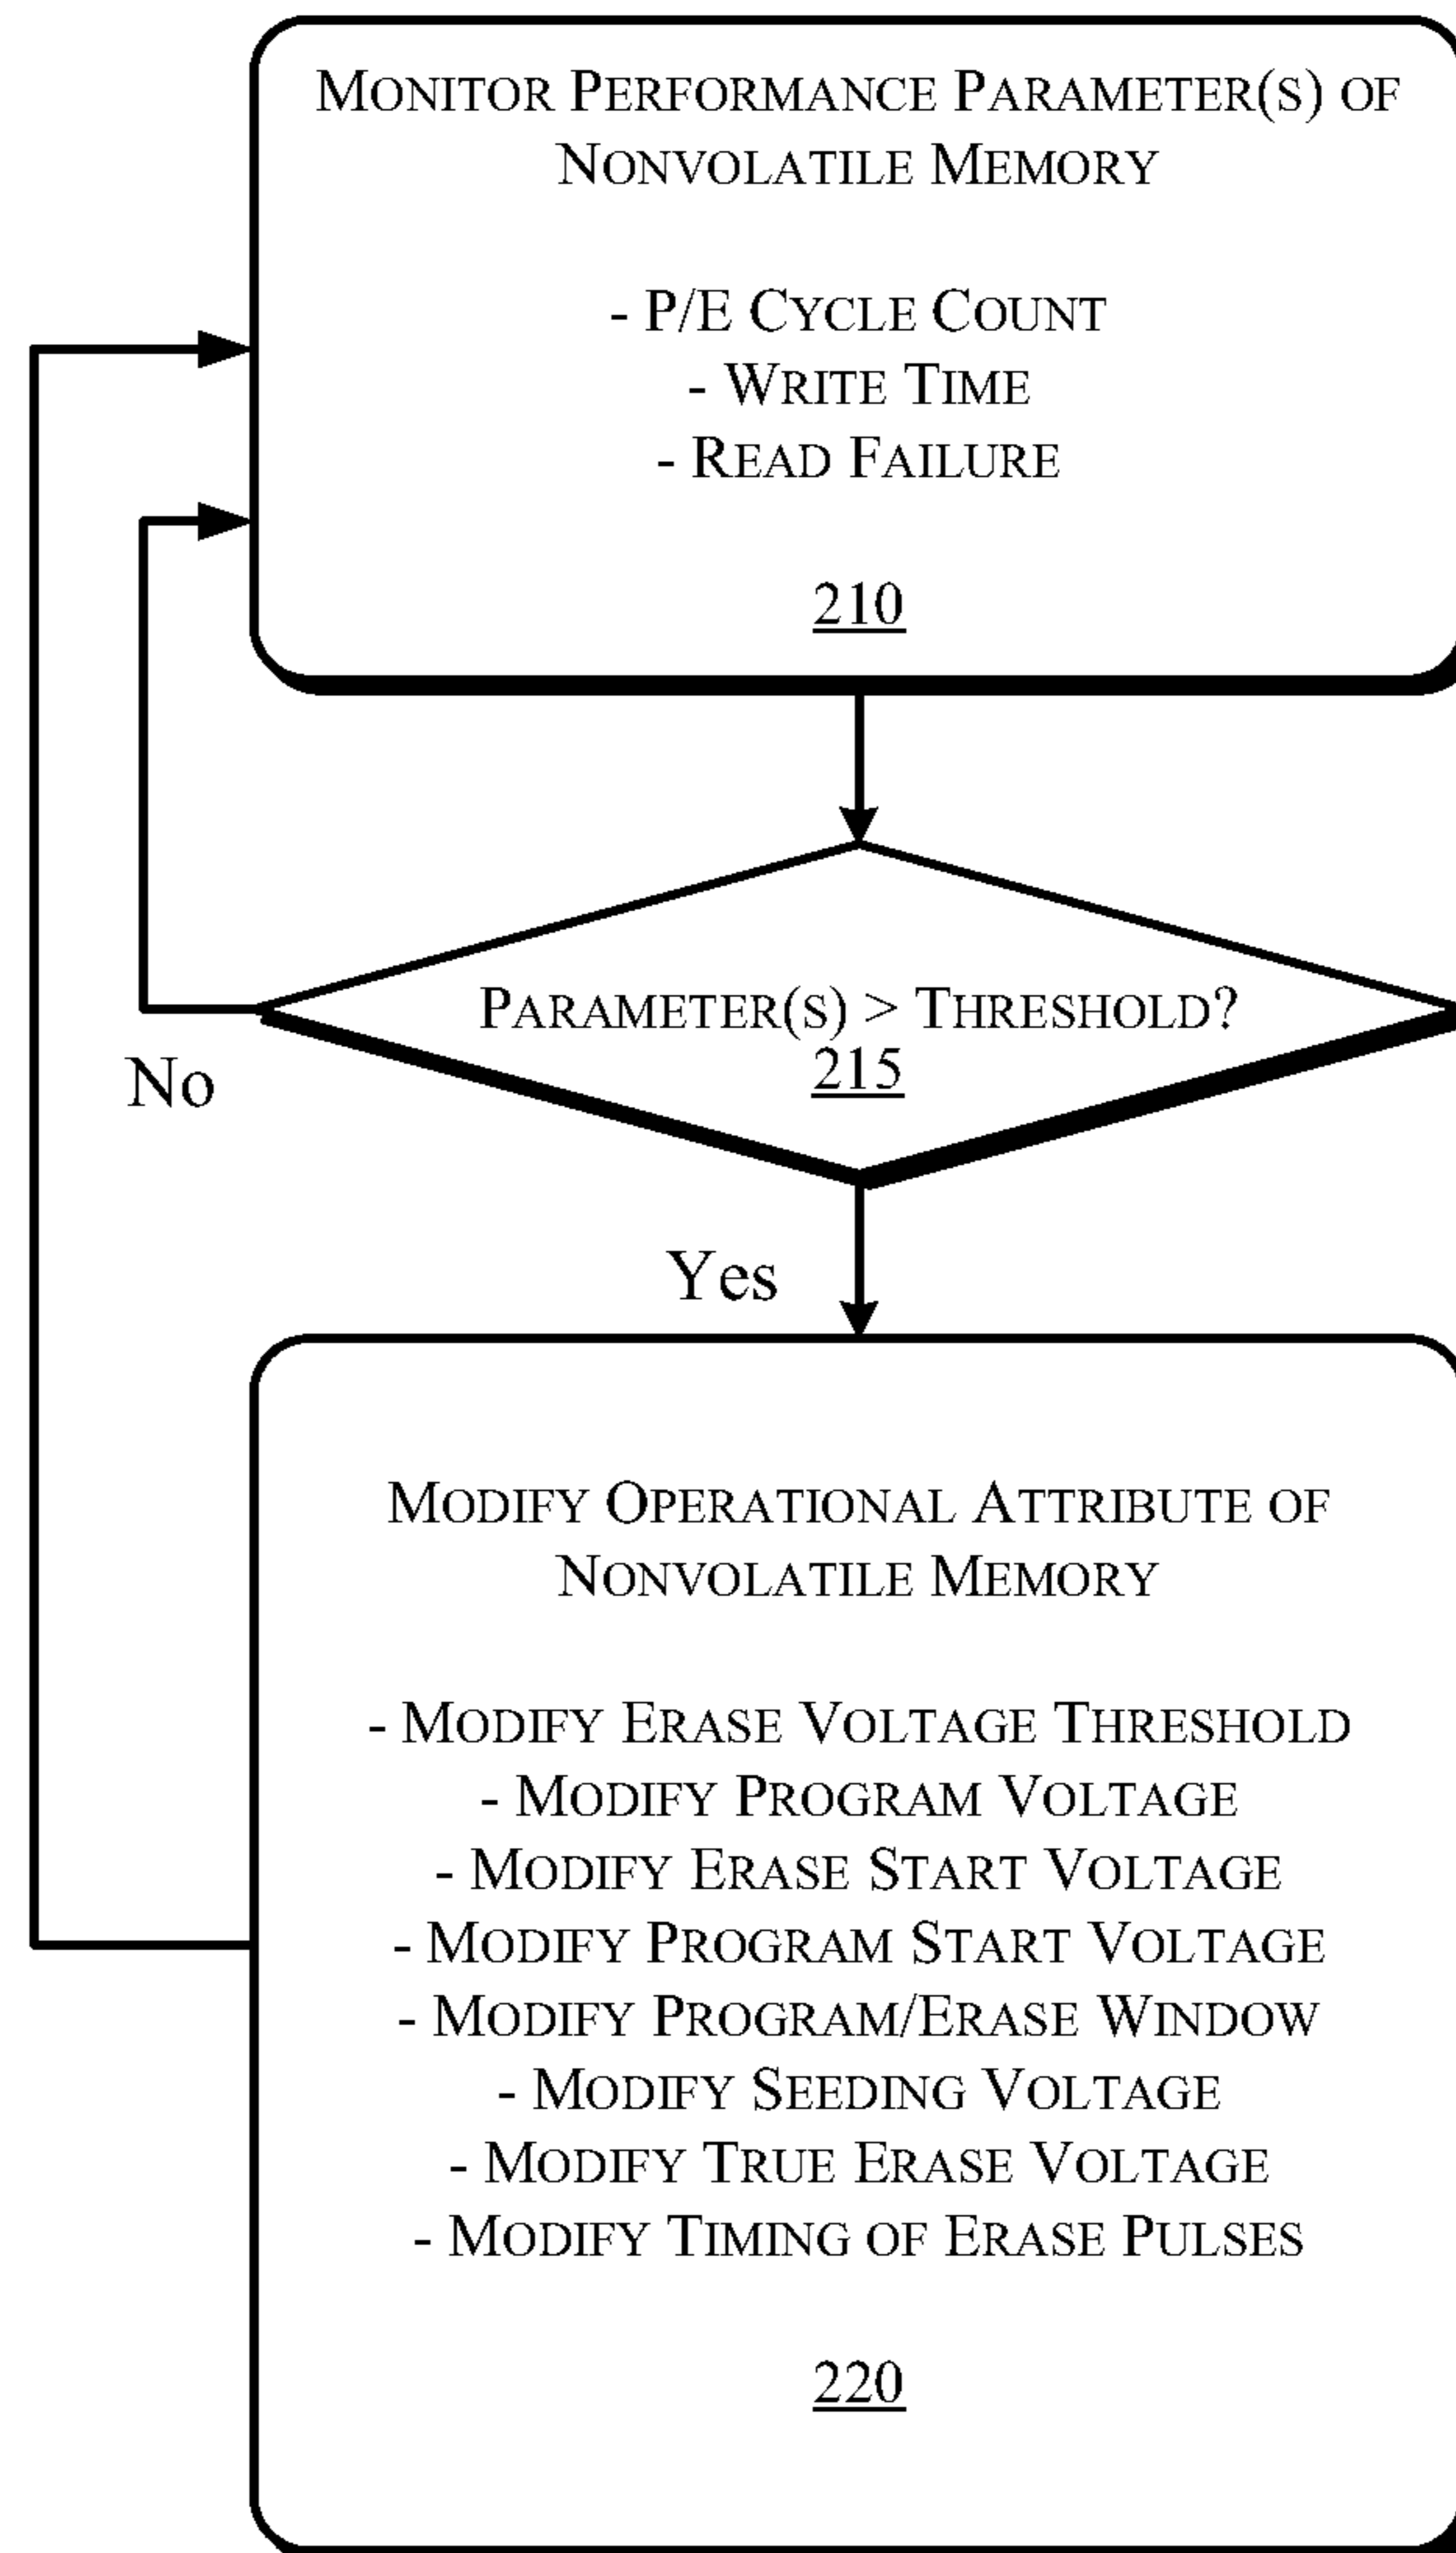 MONITOR PERFORMANCE PARAMETER(S) OF
NONVOLATILE MEMORY
- P/E CYCLE COUNT
- WRITE TIME
- READ FAILURE
210
PARAMETER(S) > THRESHOLD?
215
No
Yes
MODIFY OPERATIONAL ATTRIBUTE OF
NONVOLATILE MEMORY
- MODIFY ERASE VOLTAGE THRESHOLD
- MODIFY PROGRAM VOLTAGE
- MODIFY ERASE START VOLTAGE
- MODIFY PROGRAM START VOLTAGE
- MODIFY PROGRAM/ERASE WINDOW
- MODIFY SEEDING VOLTAGE
- MODIFY TRUE ERASE VOLTAGE
- MODIFY TIMING OF ERASE PULSES
220